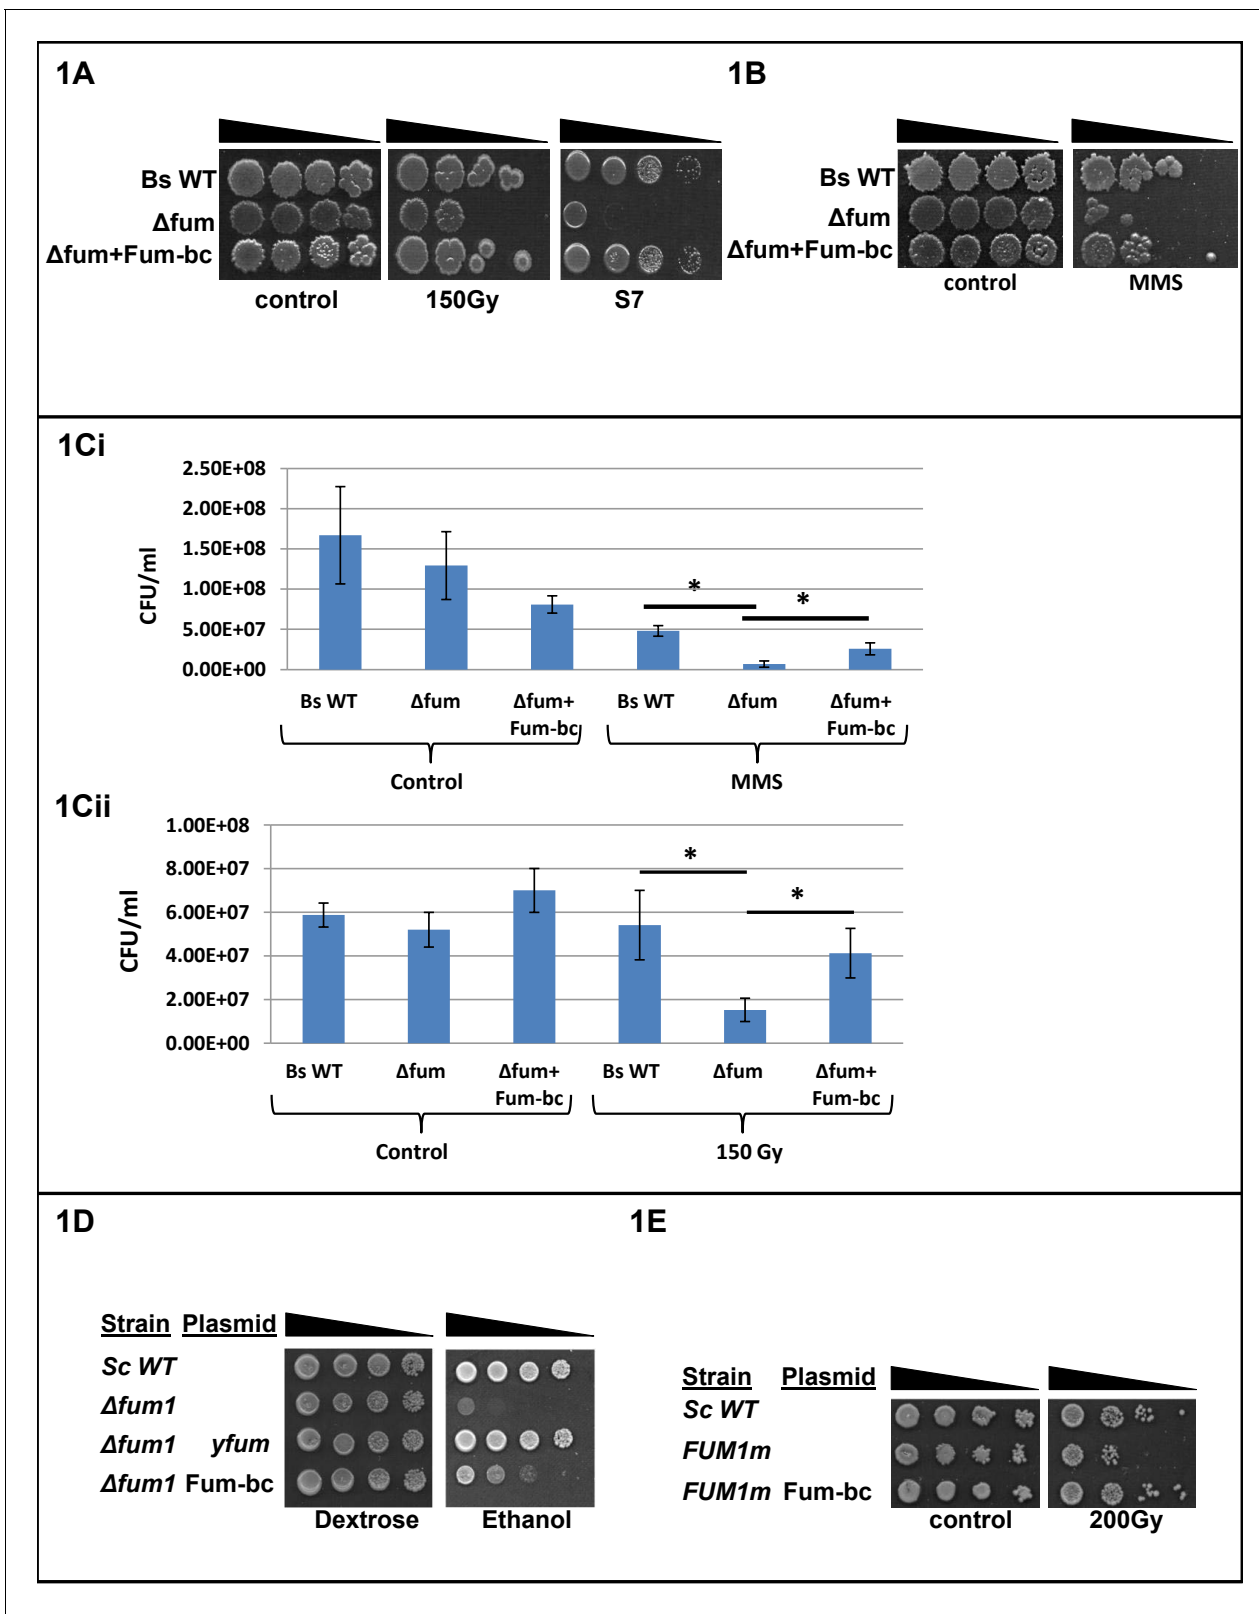 1A
Bs WT
Δfum
Δfum+Fum-bc
control 150Gy S7
1B
Bs WT
Δfum
Δfum+Fum-bc
control MMS
1Ci
CFU/ml
2.50E+08
2.00E+08
1.50E+08
1.00E+08
5.00E+07
0.00E+00
* *
Bs WT Δfum Δfum+ Bs WT Δfum Δfum+
Fum-bc Fum-bc
Control MMS
1Cii
CFU/ml
1.00E+08
8.00E+07
6.00E+07
4.00E+07
2.00E+07
0.00E+00
* *
Bs WT Δfum Δfum+ Bs WT Δfum Δfum+
Fum-bc Fum-bc
Control 150 Gy
1D
Strain Plasmid
Sc WT
Δfum1
Δfum1 yfum
Δfum1 Fum-bc
Dextrose Ethanol
1E
Strain Plasmid
Sc WT
FUM1m
FUM1m Fum-bc
control 200Gy